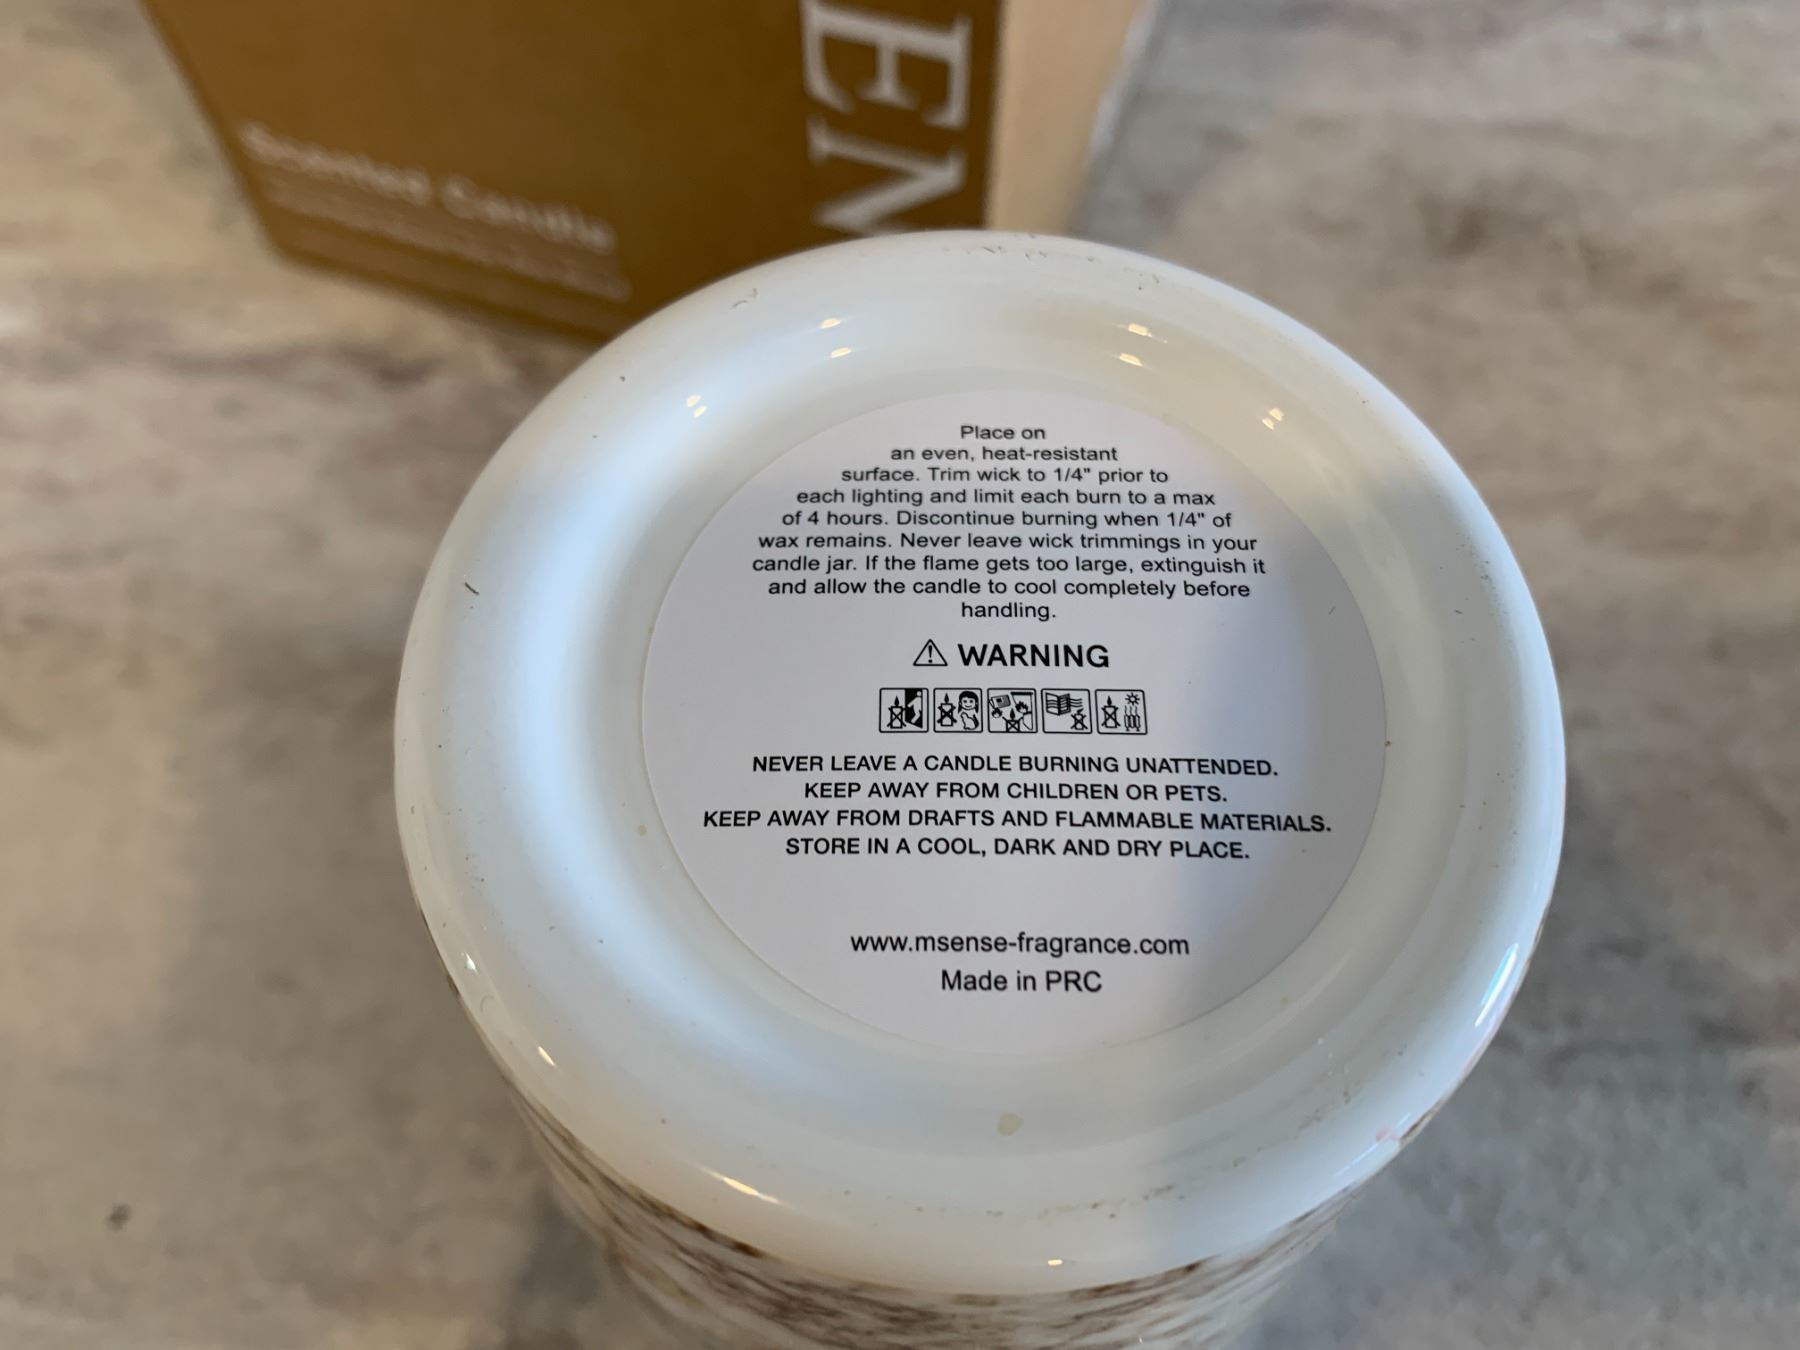 EN
Scented Candle
Place on
an even, heat-resistant
surface. Trim wick to 1/4" prior to
each lighting and limit each burn to a max
of 4 hours. Discontinue burning when 1/4" of
wax remains. Never leave wick trimmings in your
candle jar. If the flame gets too large, extinguish it
and allow the candle to cool completely before
handling.
WARNING
NEVER LEAVE A CANDLE BURNING UNATTENDED.
KEEP AWAY FROM CHILDREN OR PETS.
KEEP AWAY FROM DRAFTS AND FLAMMABLE MATERIALS.
STORE IN A COOL, DARK AND DRY PLACE.
www.msense-fragrance.com
Made in PRC